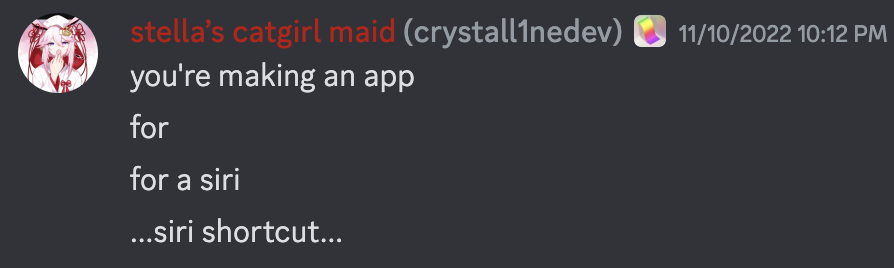 stella’s catgirl maid (crystall1nedev) 11/10/2022 10:12 PM
you're making an app
for
for a siri
...siri shortcut...